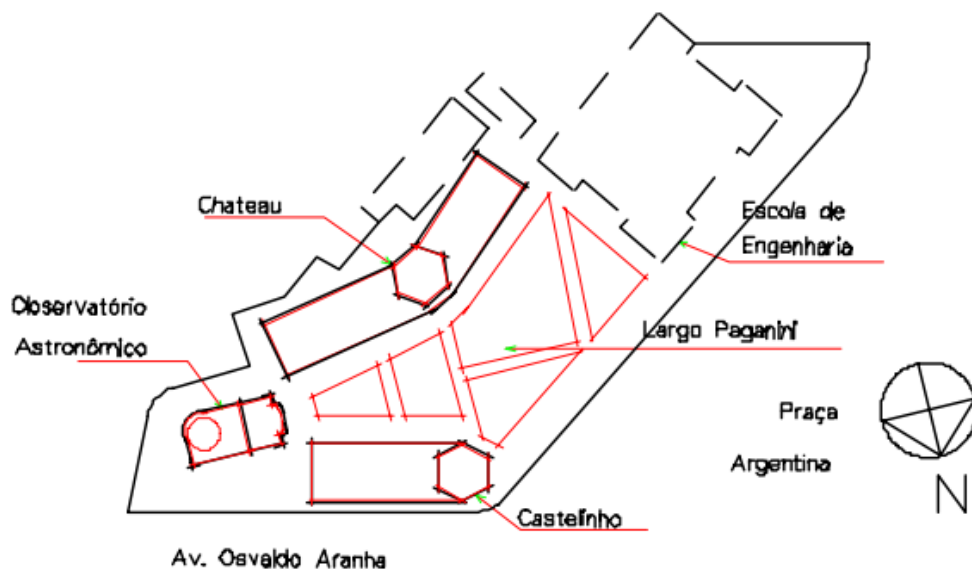 Chateau
Escola de
Engenharia
Observatório
Astronômico
Largo Paganini
Praça
Argentina
N
Castelinho
Av. Osvaldo Aranha